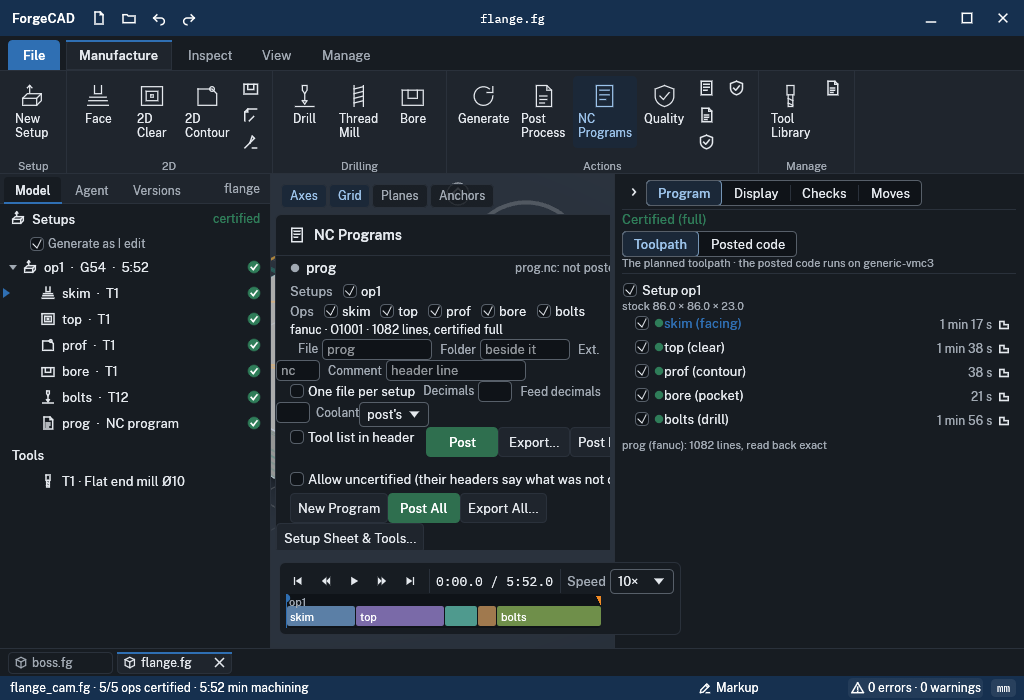 ForgeCAD
flange.fg
File Manufacture Inspect View Manage
New Setup
Face
2D Clear
2D Contour
Drill
Thread Mill
Bore
Generate
Post Process
NC Programs
Quality
Tool Library
Setup 2D Drilling Actions Manage
Model Agent Versions flange
Setups certified
Generate as I edit
op1 · G54 · 5:52
skim · T1
top · T1
prof · T1
bore · T1
bolts · T12
prog · NC program
Tools
T1 · Flat end mill Ø10
Axes Grid Planes Anchors
NC Programs
prog prog.nc: not poste
Setups op1
Ops skim top prof bore bolts
fanuc · O1001 · 1082 lines, certified full
File prog Folder beside it Ext.
nc Comment header line
One file per setup Decimals Feed decimals
Coolant post's
Tool list in header Post Export... Post
Allow uncertified (their headers say what was not
New Program Post All Export All...
Setup Sheet & Tools...
0:00.0 / 5:52.0 Speed 10×
op1
skim top bolts
Program Display Checks Moves
Certified (full)
Toolpath Posted code
The planned toolpath · the posted code runs on generic-vmc3
Setup op1
stock 86.0 × 86.0 × 23.0
skim (facing) 1 min 17 s
top (clear) 1 min 38 s
prof (contour) 38 s
bore (pocket) 21 s
bolts (drill) 1 min 56 s
prog (fanuc): 1082 lines, read back exact
boss.fg flange.fg
flange_cam.fg · 5/5 ops certified · 5:52 min machining
Markup
0 errors · 0 warnings mm